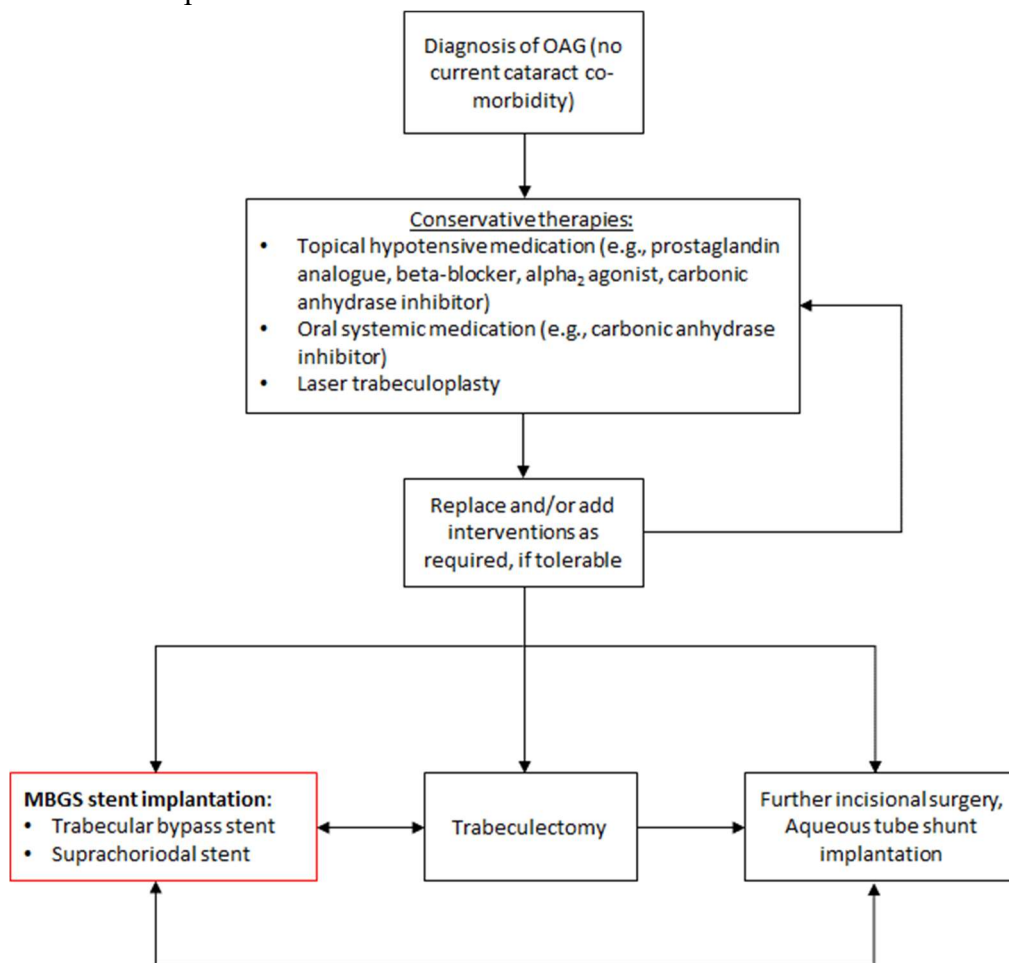 Diagnosis of OAG (no
current cataract co-
morbidity)
Conservative therapies:
• Topical hypotensive medication (e.g., prostaglandin
analogue, beta-blocker, alpha₂ agonist, carbonic
anhydrase inhibitor)
• Oral systemic medication (e.g., carbonic anhydrase
inhibitor)
• Laser trabeculoplasty
Replace and/or add
interventions as
required, if tolerable
MBGS stent implantation:
• Trabecular bypass stent
• Suprachoriodal stent
Trabeculectomy
Further incisional surgery,
Aqueous tube shunt
implantation